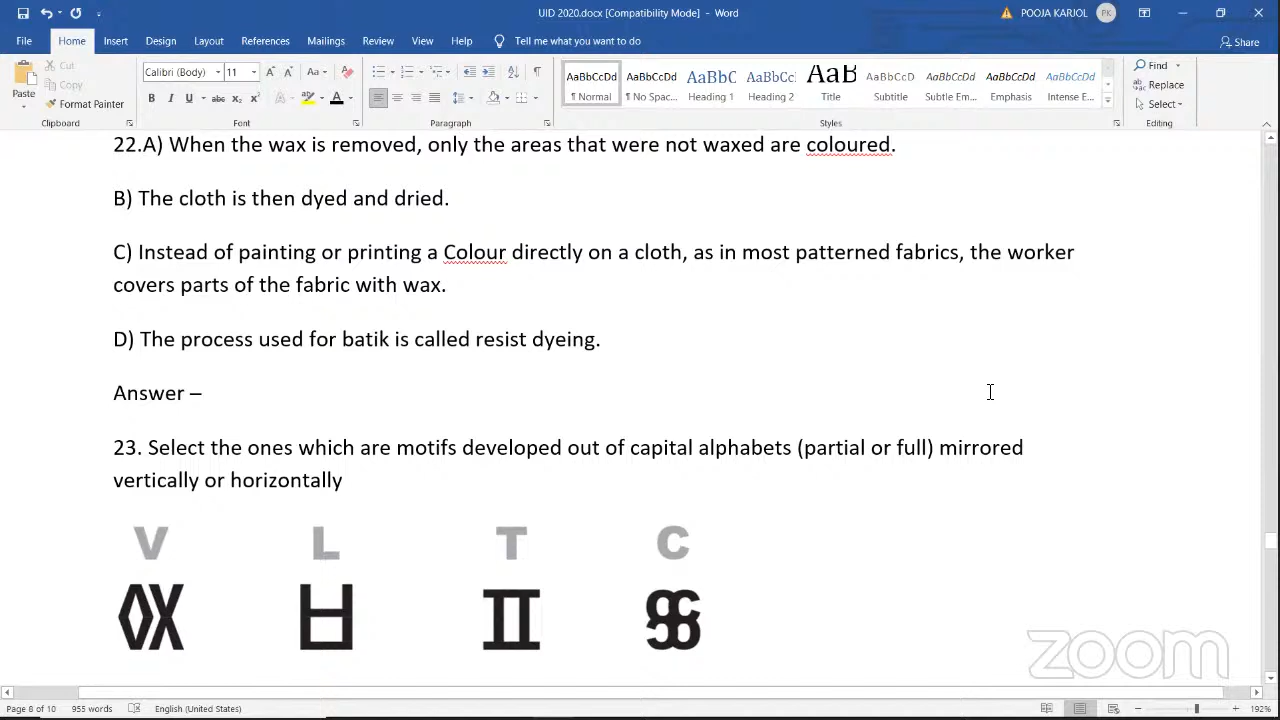 UID 2020.docx [Compatibility Mode] - Word
POOJA KARJOL PK
File Home Insert Design Layout References Mailings Review View Help Tell me what you want to do Share
Cut
Copy
Format Painter
Paste
Calibri (Body) 11
AaBbCcDd AaBbCcDd AaBbC AaBbCc AaB AaBbCcD AaBbCcDd AaBbCcDd AaBbCcDd
¶ Normal ¶ No Spac... Heading 1 Heading 2 Title Subtitle Subtle Em... Emphasis Intense E...
Find
Replace
Select
Clipboard Font Paragraph Styles Editing
22.A) When the wax is removed, only the areas that were not waxed are coloured.
B) The cloth is then dyed and dried.
C) Instead of painting or printing a Colour directly on a cloth, as in most patterned fabrics, the worker
covers parts of the fabric with wax.
D) The process used for batik is called resist dyeing.
Answer –
23. Select the ones which are motifs developed out of capital alphabets (partial or full) mirrored
vertically or horizontally
V L T C
zoom
Page 8 of 10 955 words English (United States) 192%